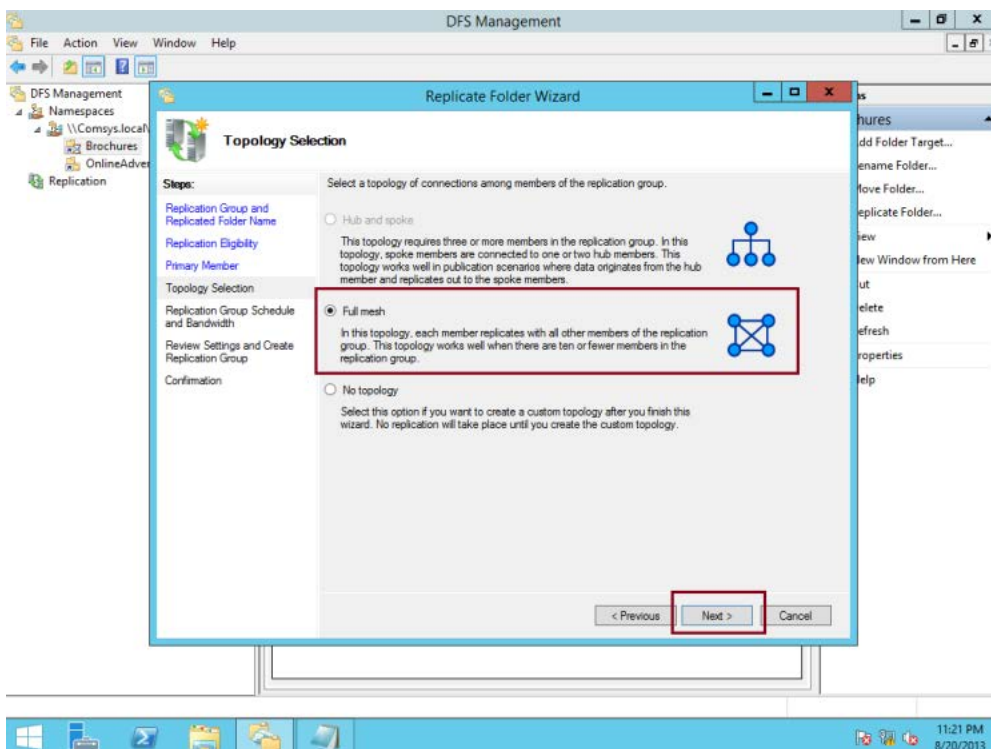 DFS Management
File Action View Window Help
DFS Management
Namespaces
\\Comsys.local\
Brochures
OnlineAdver
Replication
Replicate Folder Wizard
Topology Selection
Steps:
Replication Group and
Replicated Folder Name
Replication Eligibility
Primary Member
Topology Selection
Replication Group Schedule
and Bandwidth
Review Settings and Create
Replication Group
Confirmation
Select a topology of connections among members of the replication group.
Hub and spoke
This topology requires three or more members in the replication group. In this
topology, spoke members are connected to one or two hub members. This
topology works well in publication scenarios where data originates from the hub
member and replicates out to the spoke members.
Full mesh
In this topology, each member replicates with all other members of the replication
group. This topology works well when there are ten or fewer members in the
replication group.
No topology
Select this option if you want to create a custom topology after you finish this
wizard. No replication will take place until you create the custom topology.
< Previous
Next >
Cancel
ns
hures
dd Folder Target...
ename Folder...
ove Folder...
eplicate Folder...
iew
ew Window from Here
ut
elete
efresh
roperties
elp
11:21 PM
8/20/2013